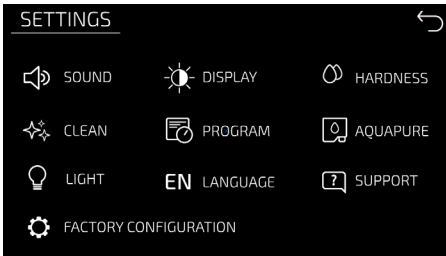 SETTINGS
SOUND
DISPLAY
HARDNESS
CLEAN
PROGRAM
AQUAPURE
LIGHT
EN LANGUAGE
? SUPPORT
FACTORY CONFIGURATION